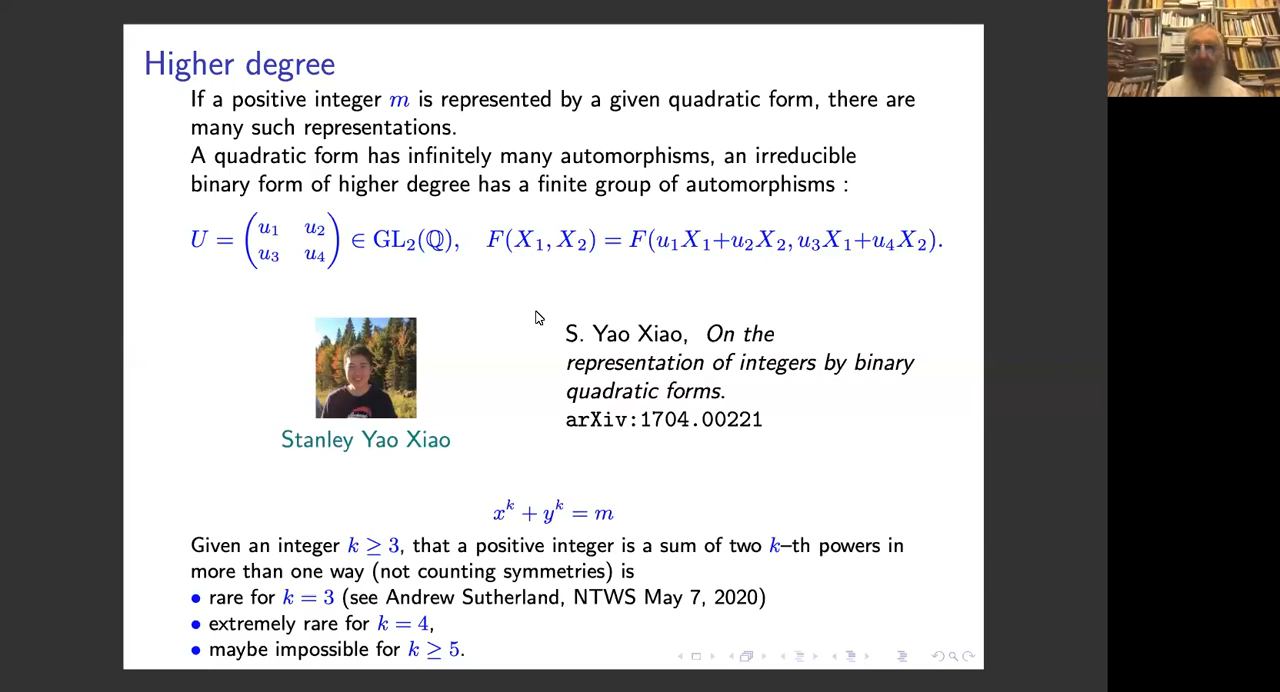 Higher degree
If a positive integer m is represented by a given quadratic form, there are
many such representations.
A quadratic form has infinitely many automorphisms, an irreducible
binary form of higher degree has a finite group of automorphisms :
U = (u₁ u₂ u₃ u₄) ∈ GL₂(ℚ), F(X₁, X₂) = F(u₁X₁+u₂X₂, u₃X₁+u₄X₂).
S. Yao Xiao, On the
representation of integers by binary
quadratic forms.
arXiv:1704.00221
Stanley Yao Xiao
xᵏ + yᵏ = m
Given an integer k ≥ 3, that a positive integer is a sum of two k–th powers in
more than one way (not counting symmetries) is
• rare for k = 3 (see Andrew Sutherland, NTWS May 7, 2020)
• extremely rare for k = 4,
• maybe impossible for k ≥ 5.